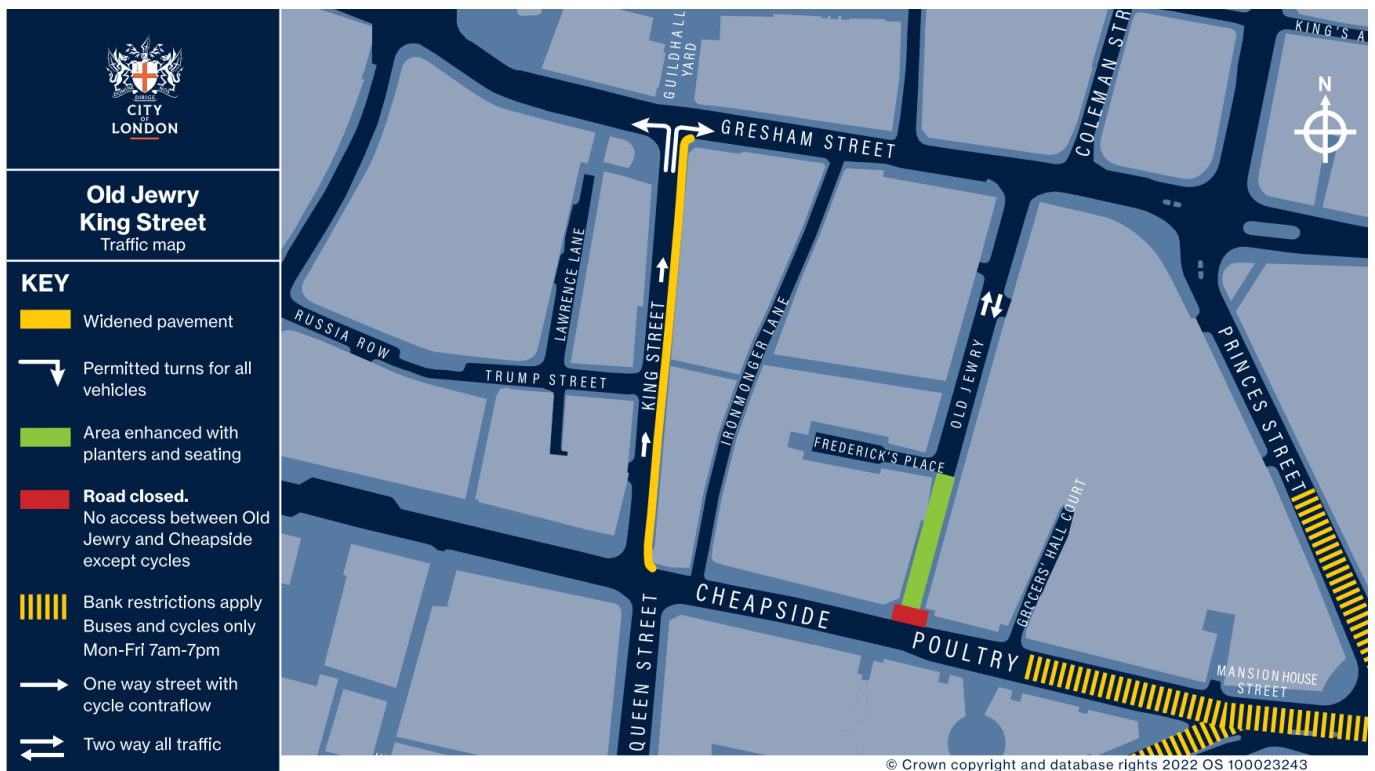 CITY
OF
LONDON
Old Jewry
King Street
Traffic map
KEY
Widened pavement
Permitted turns for all
vehicles
Area enhanced with
planters and seating
Road closed.
No access between Old
Jewry and Cheapside
except cycles
Bank restrictions apply
Buses and cycles only
Mon-Fri 7am-7pm
One way street with
cycle contraflow
Two way all traffic
GUILDHALL
YARD
GRESHAM STREET
COLEMAN STR
KING'S A
N
LAWRENCE LANE
RUSSIA ROW
TRUMP STREET
KING STREET
IRONMONGER LANE
OLD JEWRY
FREDERICK'S PLACE
PRINCES STREET
GROCERS' HALL COURT
CHEAPSIDE
POULTRY
QUEEN STREET
MANSION HOUSE
STREET
© Crown copyright and database rights 2022 OS 100023243